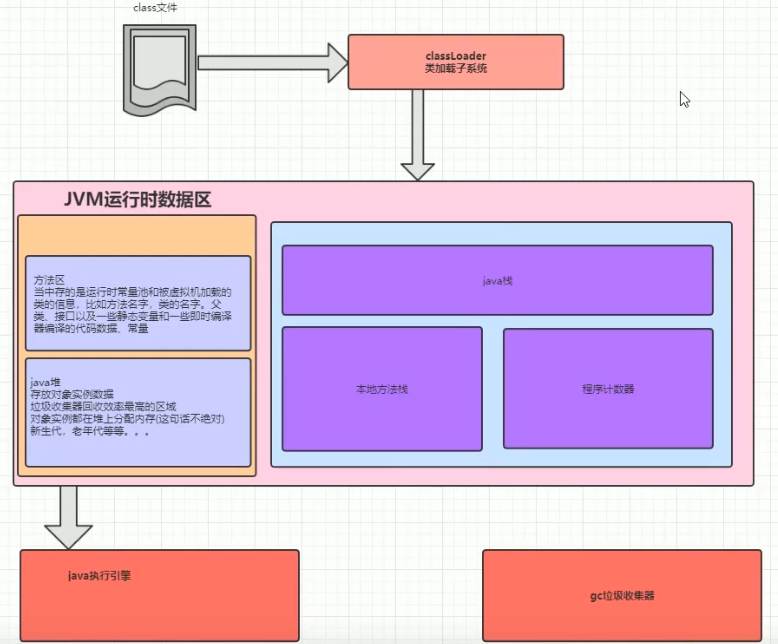 class文件
classLoader
类加载子系统
JVM运行时数据区
方法区
当中存的是运行时常量池和被虚拟机加载的
类的信息，比如方法名字，类的名字。父
类、接口以及一些静态变量和一些即时编译
器编译的代码数据、常量
java堆
存放对象实例数据
垃圾收集器回收效率最高的区域
对象实例都在堆上分配内存(这句话不绝对)
新生代，老年代等等。。。
java栈
本地方法栈
程序计数器
java执行引擎
gc垃圾收集器